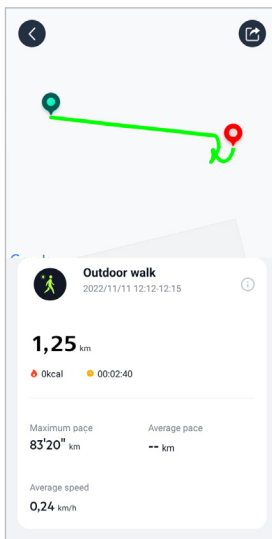 Outdoor walk
2022/11/11 12:12-12:15
1,25 km
0kcal 00:02:40
Maximum pace Average pace
83'20" km -- km
Average speed
0,24 km/h